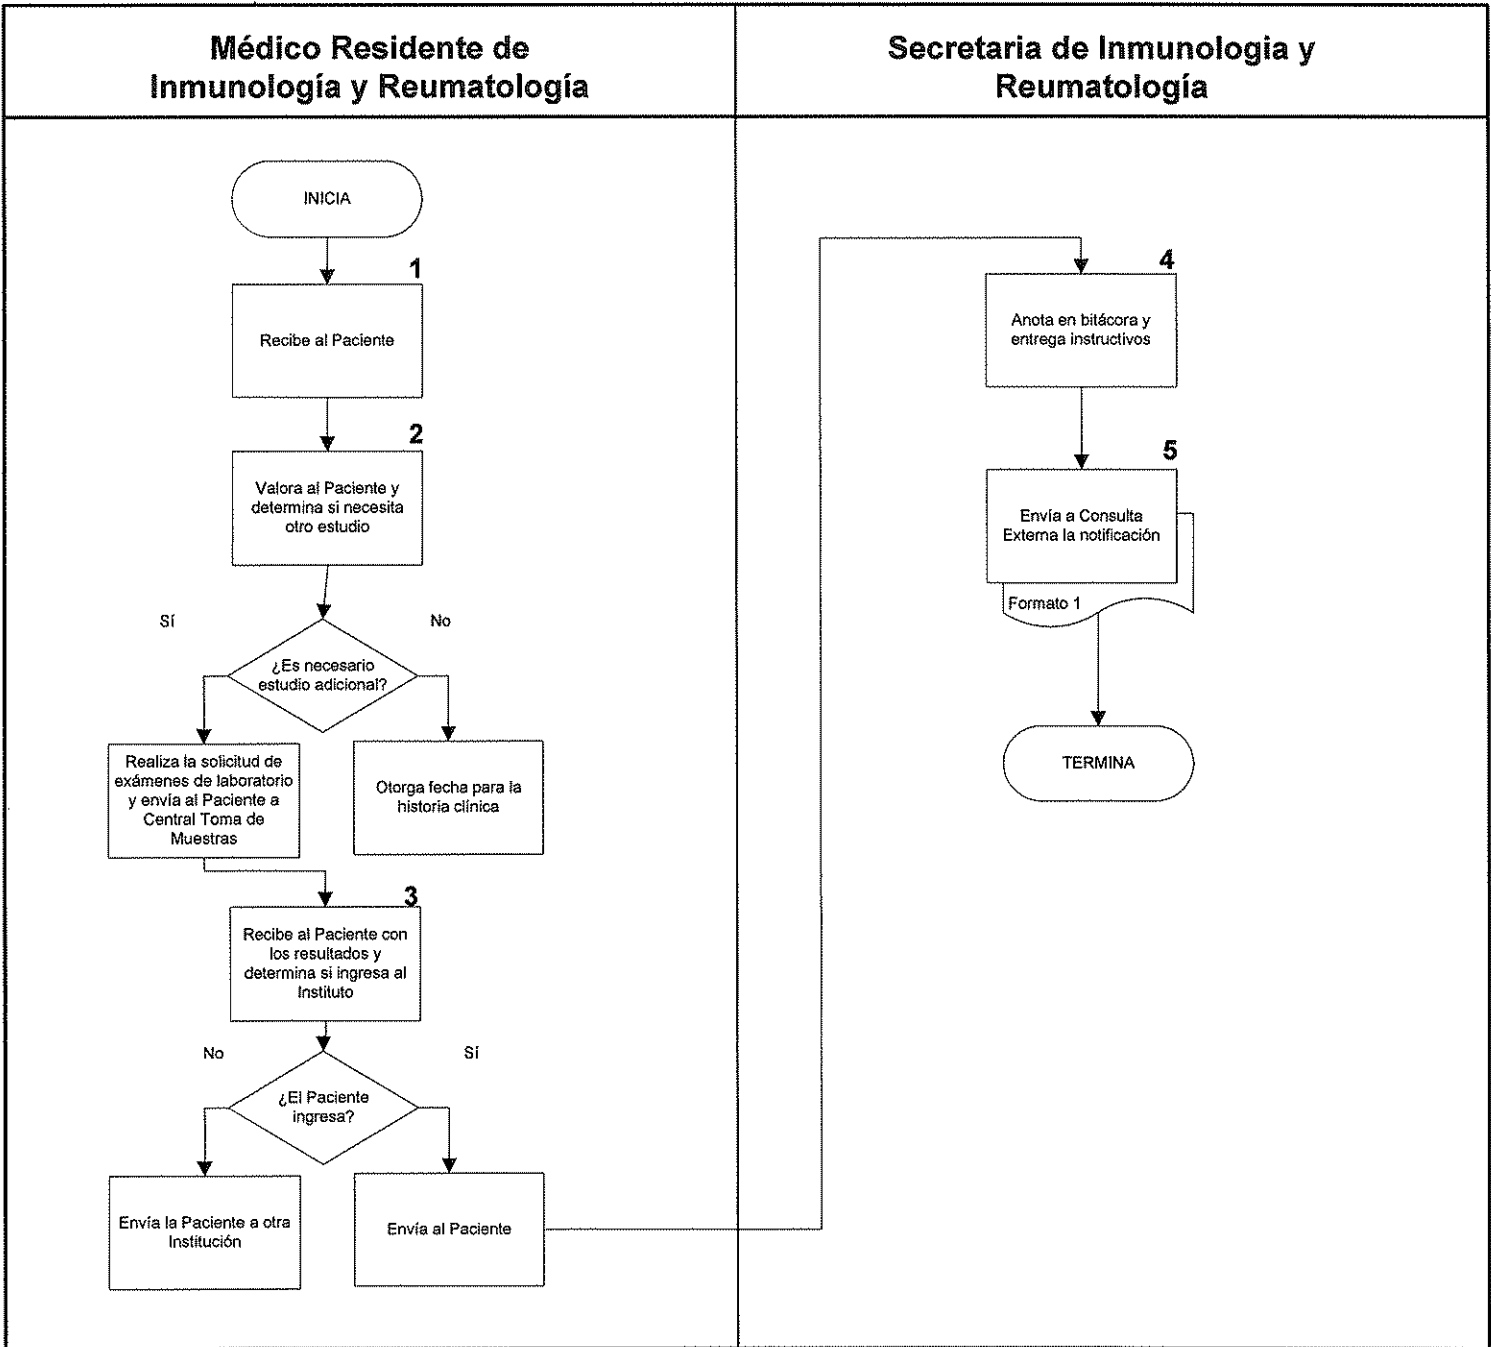 Médico Residente de
Inmunología y Reumatología
Secretaria de Inmunologia y
Reumatología
INICIA
1
Recibe al Paciente
2
Valora al Paciente y
determina si necesita
otro estudio
Sí
No
¿Es necesario
estudio adicional?
Realiza la solicitud de
exámenes de laboratorio
y envía al Paciente a
Central Toma de
Muestras
Otorga fecha para la
historia clínica
3
Recibe al Paciente con
los resultados y
determina si ingresa al
Instituto
No
Sí
¿El Paciente
ingresa?
Envía la Paciente a otra
Institución
Envía al Paciente
4
Anota en bitácora y
entrega instructivos
5
Envía a Consulta
Externa la notificación
Formato 1
TERMINA